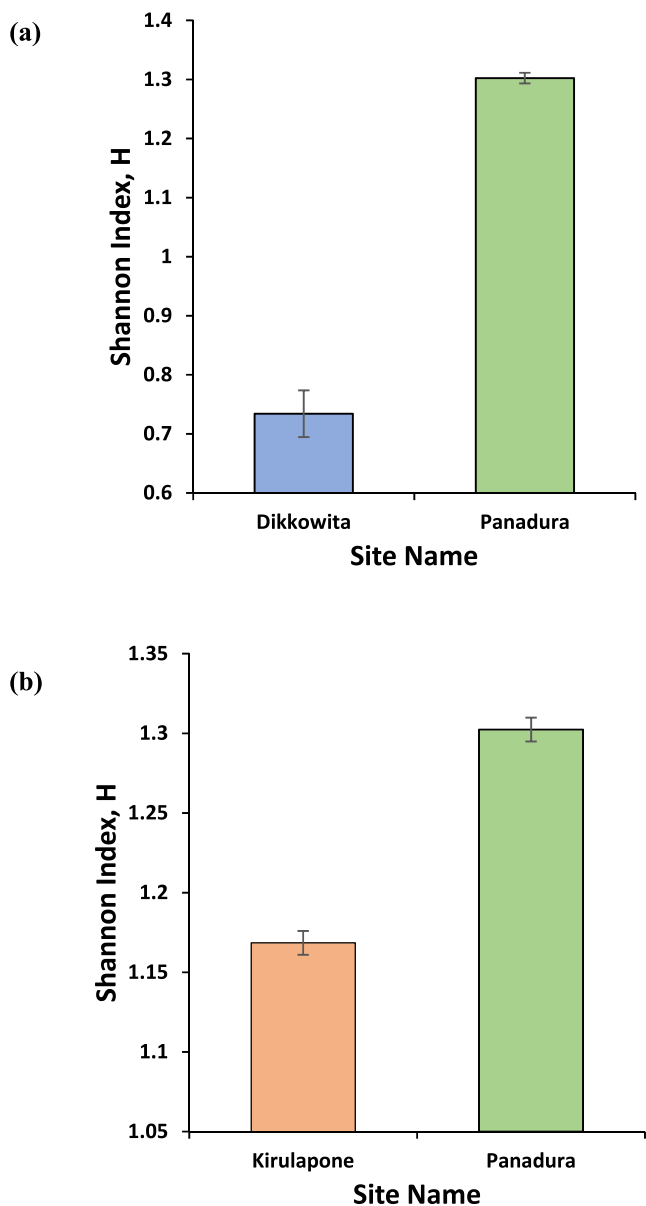 (a)
Shannon Index, H
1.4
1.3
1.2
1.1
1
0.9
0.8
0.7
0.6
Dikkowita Panadura
Site Name
(b)
Shannon Index, H
1.35
1.3
1.25
1.2
1.15
1.1
1.05
Kirulapone Panadura
Site Name